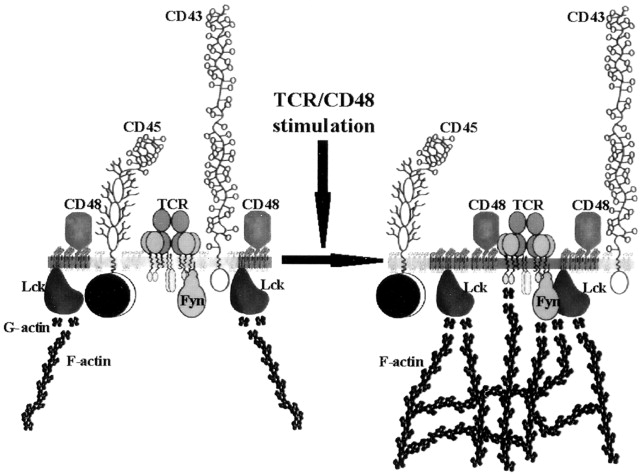 CD43
CD43
TCR/CD48
stimulation
CD45
CD45
CD48
TCR
CD48
CD48
TCR
CD48
Lck
Fyn
Lck
Lck
Fyn
Lck
G-actin
F-actin
F-actin